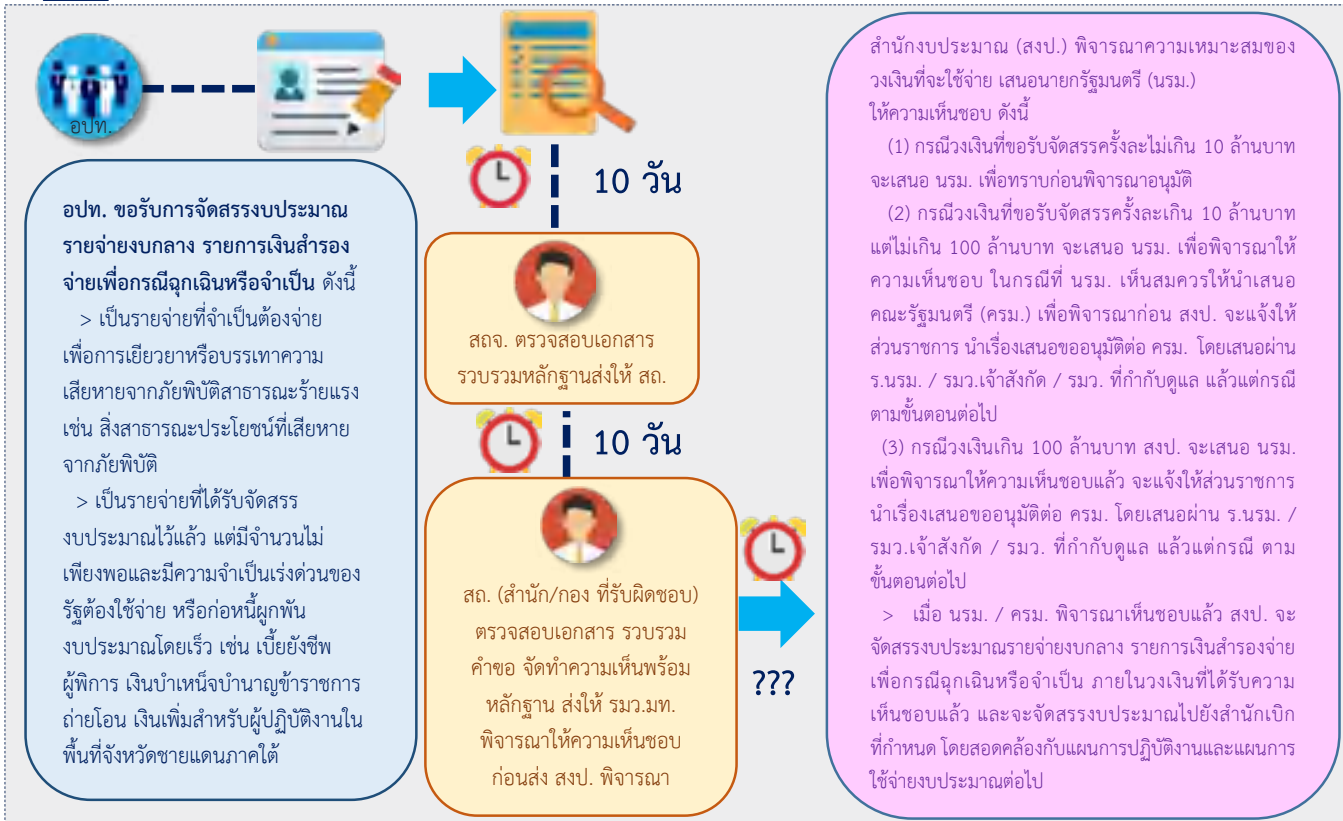 อปท.
อปท. ขอรับการจัดสรรงบประมาณ
รายจ่ายงบกลาง รายการเงินสำรอง
จ่ายเพื่อกรณีฉุกเฉินหรือจำเป็น ดังนี้
> เป็นรายจ่ายที่จำเป็นต้องจ่าย
เพื่อการเยียวยาหรือบรรเทาความ
เสียหายจากภัยพิบัติสาธารณะร้ายแรง
เช่น สิ่งสาธารณะประโยชน์ที่เสียหาย
จากภัยพิบัติ
> เป็นรายจ่ายที่ได้รับจัดสรร
งบประมาณไว้แล้ว แต่มีจำนวนไม่
เพียงพอและมีความจำเป็นเร่งด่วนของ
รัฐต้องใช้จ่าย หรือก่อหนี้ผูกพัน
งบประมาณโดยเร็ว เช่น เบี้ยยังชีพ
ผู้พิการ เงินบำเหน็จบำนาญข้าราชการ
ถ่ายโอน เงินเพิ่มสำหรับผู้ปฏิบัติงานใน
พื้นที่จังหวัดชายแดนภาคใต้
10 วัน
สถจ. ตรวจสอบเอกสาร
รวบรวมหลักฐานส่งให้ สถ.
10 วัน
สถ. (สำนัก/กอง ที่รับผิดชอบ)
ตรวจสอบเอกสาร รวบรวม
คำขอ จัดทำความเห็นพร้อม
หลักฐาน ส่งให้ รมว.มท.
พิจารณาให้ความเห็นชอบ
ก่อนส่ง สงป. พิจารณา
???
สำนักงบประมาณ (สงป.) พิจารณาความเหมาะสมของ
วงเงินที่จะใช้จ่าย เสนอนายกรัฐมนตรี (นรม.)
ให้ความเห็นชอบ ดังนี้
(1) กรณีวงเงินที่ขอรับจัดสรรครั้งละไม่เกิน 10 ล้านบาท
จะเสนอ นรม. เพื่อทราบก่อนพิจารณาอนุมัติ
(2) กรณีวงเงินที่ขอรับจัดสรรครั้งละเกิน 10 ล้านบาท
แต่ไม่เกิน 100 ล้านบาท จะเสนอ นรม. เพื่อพิจารณาให้
ความเห็นชอบ ในกรณีที่ นรม. เห็นสมควรให้นำเสนอ
คณะรัฐมนตรี (ครม.) เพื่อพิจารณาก่อน สงป. จะแจ้งให้
ส่วนราชการ นำเรื่องเสนอขออนุมัติต่อ ครม. โดยเสนอผ่าน
ร.นรม. / รมว.เจ้าสังกัด / รมว. ที่กำกับดูแล แล้วแต่กรณี
ตามขั้นตอนต่อไป
(3) กรณีวงเงินเกิน 100 ล้านบาท สงป. จะเสนอ นรม.
เพื่อพิจารณาให้ความเห็นชอบแล้ว จะแจ้งให้ส่วนราชการ
นำเรื่องเสนอขออนุมัติต่อ ครม. โดยเสนอผ่าน ร.นรม. /
รมว.เจ้าสังกัด / รมว. ที่กำกับดูแล แล้วแต่กรณี ตาม
ขั้นตอนต่อไป
> เมื่อ นรม. / ครม. พิจารณาเห็นชอบแล้ว สงป. จะ
จัดสรรงบประมาณรายจ่ายงบกลาง รายการเงินสำรองจ่าย
เพื่อกรณีฉุกเฉินหรือจำเป็น ภายในวงเงินที่ได้รับความ
เห็นชอบแล้ว และจะจัดสรรงบประมาณไปยังสำนักเบิก
ที่กำหนด โดยสอดคล้องกับแผนการปฏิบัติงานและแผนการ
ใช้จ่ายงบประมาณต่อไป